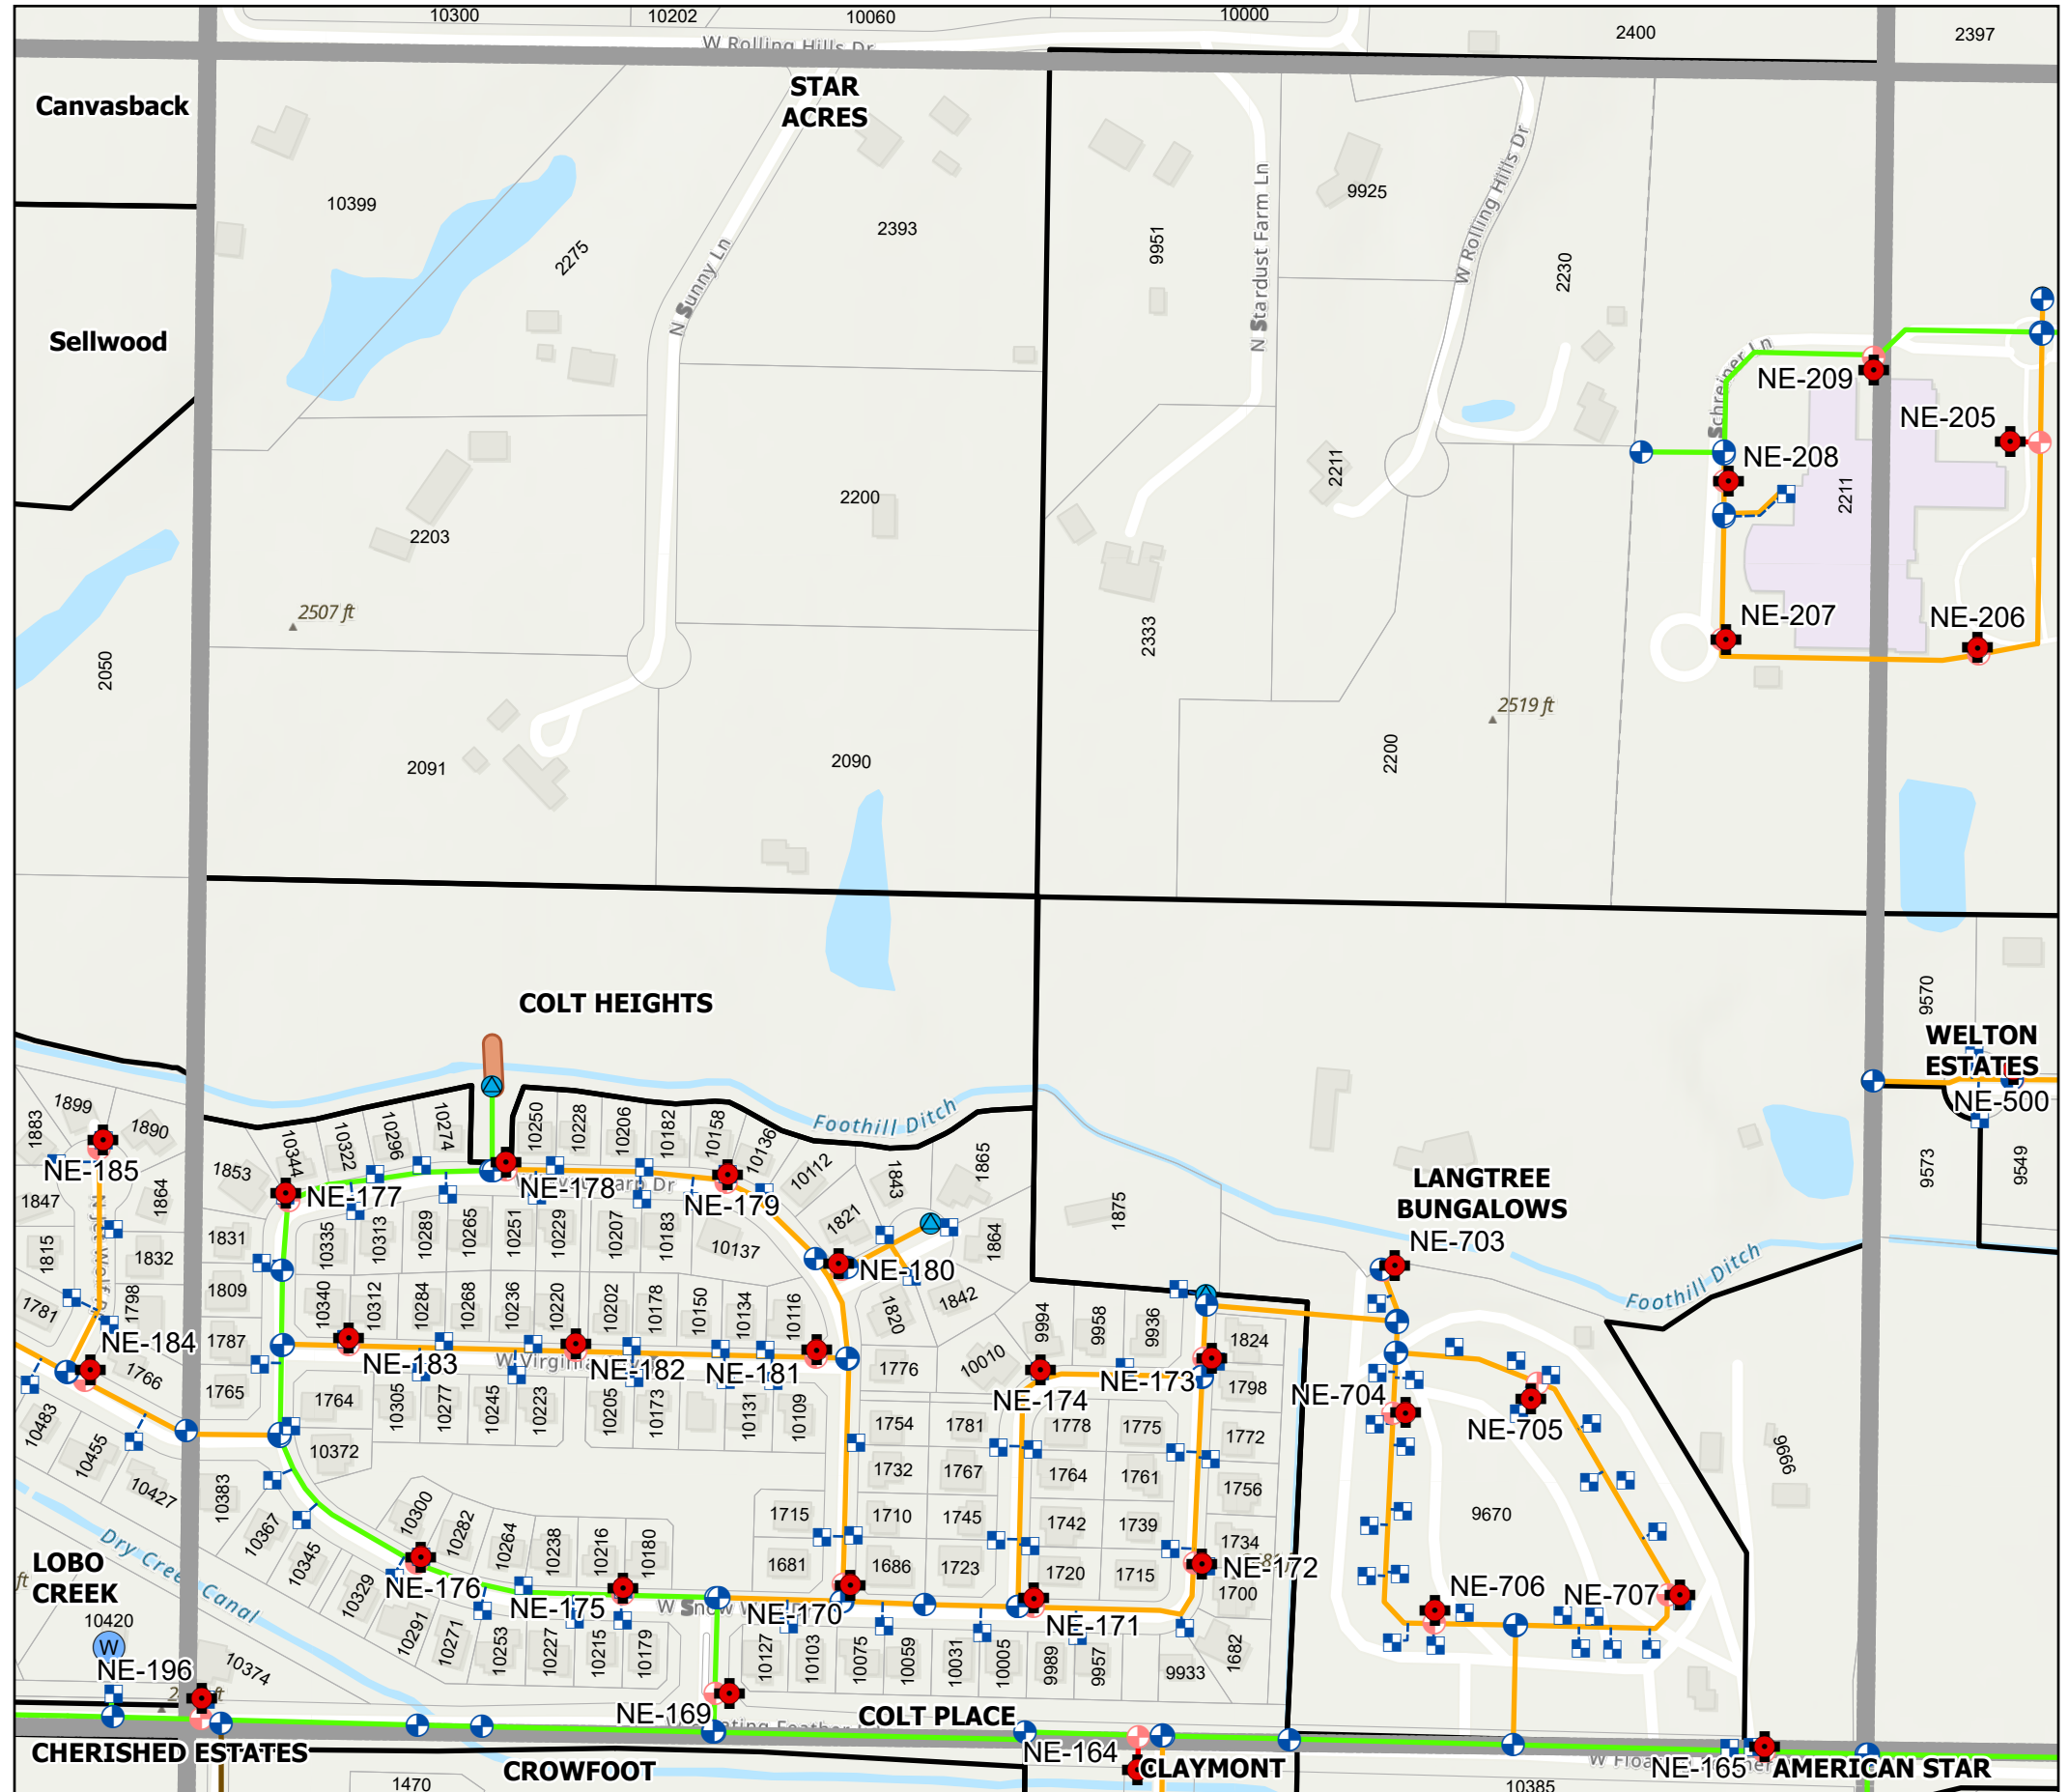 10300
10202
10060
10000
W Rolling Hills Dr
2400
2397
Canvasback
STAR
ACRES
10399
2275
2393
N Sunny Ln
9951
N Stardust Farm Ln
9925
W Rolling Hills Dr
2230
Sellwood
Schreiner Ln
NE-209
NE-205
NE-208
2211
2211
2200
2203
2507 ft
2050
2333
NE-207
NE-206
2519 ft
2200
2091
2090
COLT HEIGHTS
9570
WELTON
ESTATES
NE-500
9573
9549
Foothill Ditch
1899
1883
1890
NE-185
1847
1864
1815
1832
1781
1798
NE-184
1766
10483
10455
10427
1853
10344
10322
10296
10274
10250
10228
10206
10182
10158
10136
10112
1843
1865
1875
LANGTREE
BUNGALOWS
NE-703
NE-177
NE-178
NE-179
1831
10335
10313
10289
10265
10251
10229
10207
10183
10137
1821
1864
NE-180
1842
1820
Foothill Ditch
1809
10340
10312
10284
10268
10236
10220
10202
10178
10150
10134
10116
1787
NE-183
NE-182
NE-181
1776
10010
9994
9958
9936
1824
NE-174
NE-173
1798
NE-704
NE-705
1765
1764
10305
10277
10245
10223
10205
10173
10131
10109
1754
1781
1778
1775
1772
10372
1732
1767
1764
1761
1756
9996
10383
10367
10345
10329
10300
10282
10264
10238
10216
10180
1715
1710
1745
1742
1739
1734
9670
1681
1686
1723
1720
1715
NE-172
1700
Dry Creek Canal
LOBO
CREEK
10420
W
NE-196
10374
NE-176
NE-175
NE-170
NE-171
NE-706
NE-707
10291
10271
10253
10227
10215
10179
10127
10103
10075
10059
10031
10005
9989
9957
9933
1682
NE-169
COLT PLACE
NE-164
NE-165
CHERISHED ESTATES
CROWFOOT
CLAYMONT
AMERICAN STAR
1470
10385